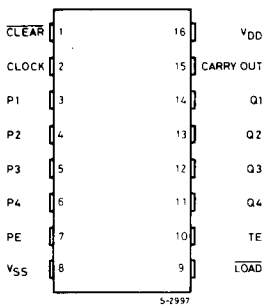 CLEAR 1 16 VDD
CLOCK 2 15 CARRY OUT
P1 3 14 Q1
P2 4 13 Q2
P3 5 12 Q3
P4 6 11 Q4
PE 7 10 TE
VSS 8 9 LOAD
S-2997